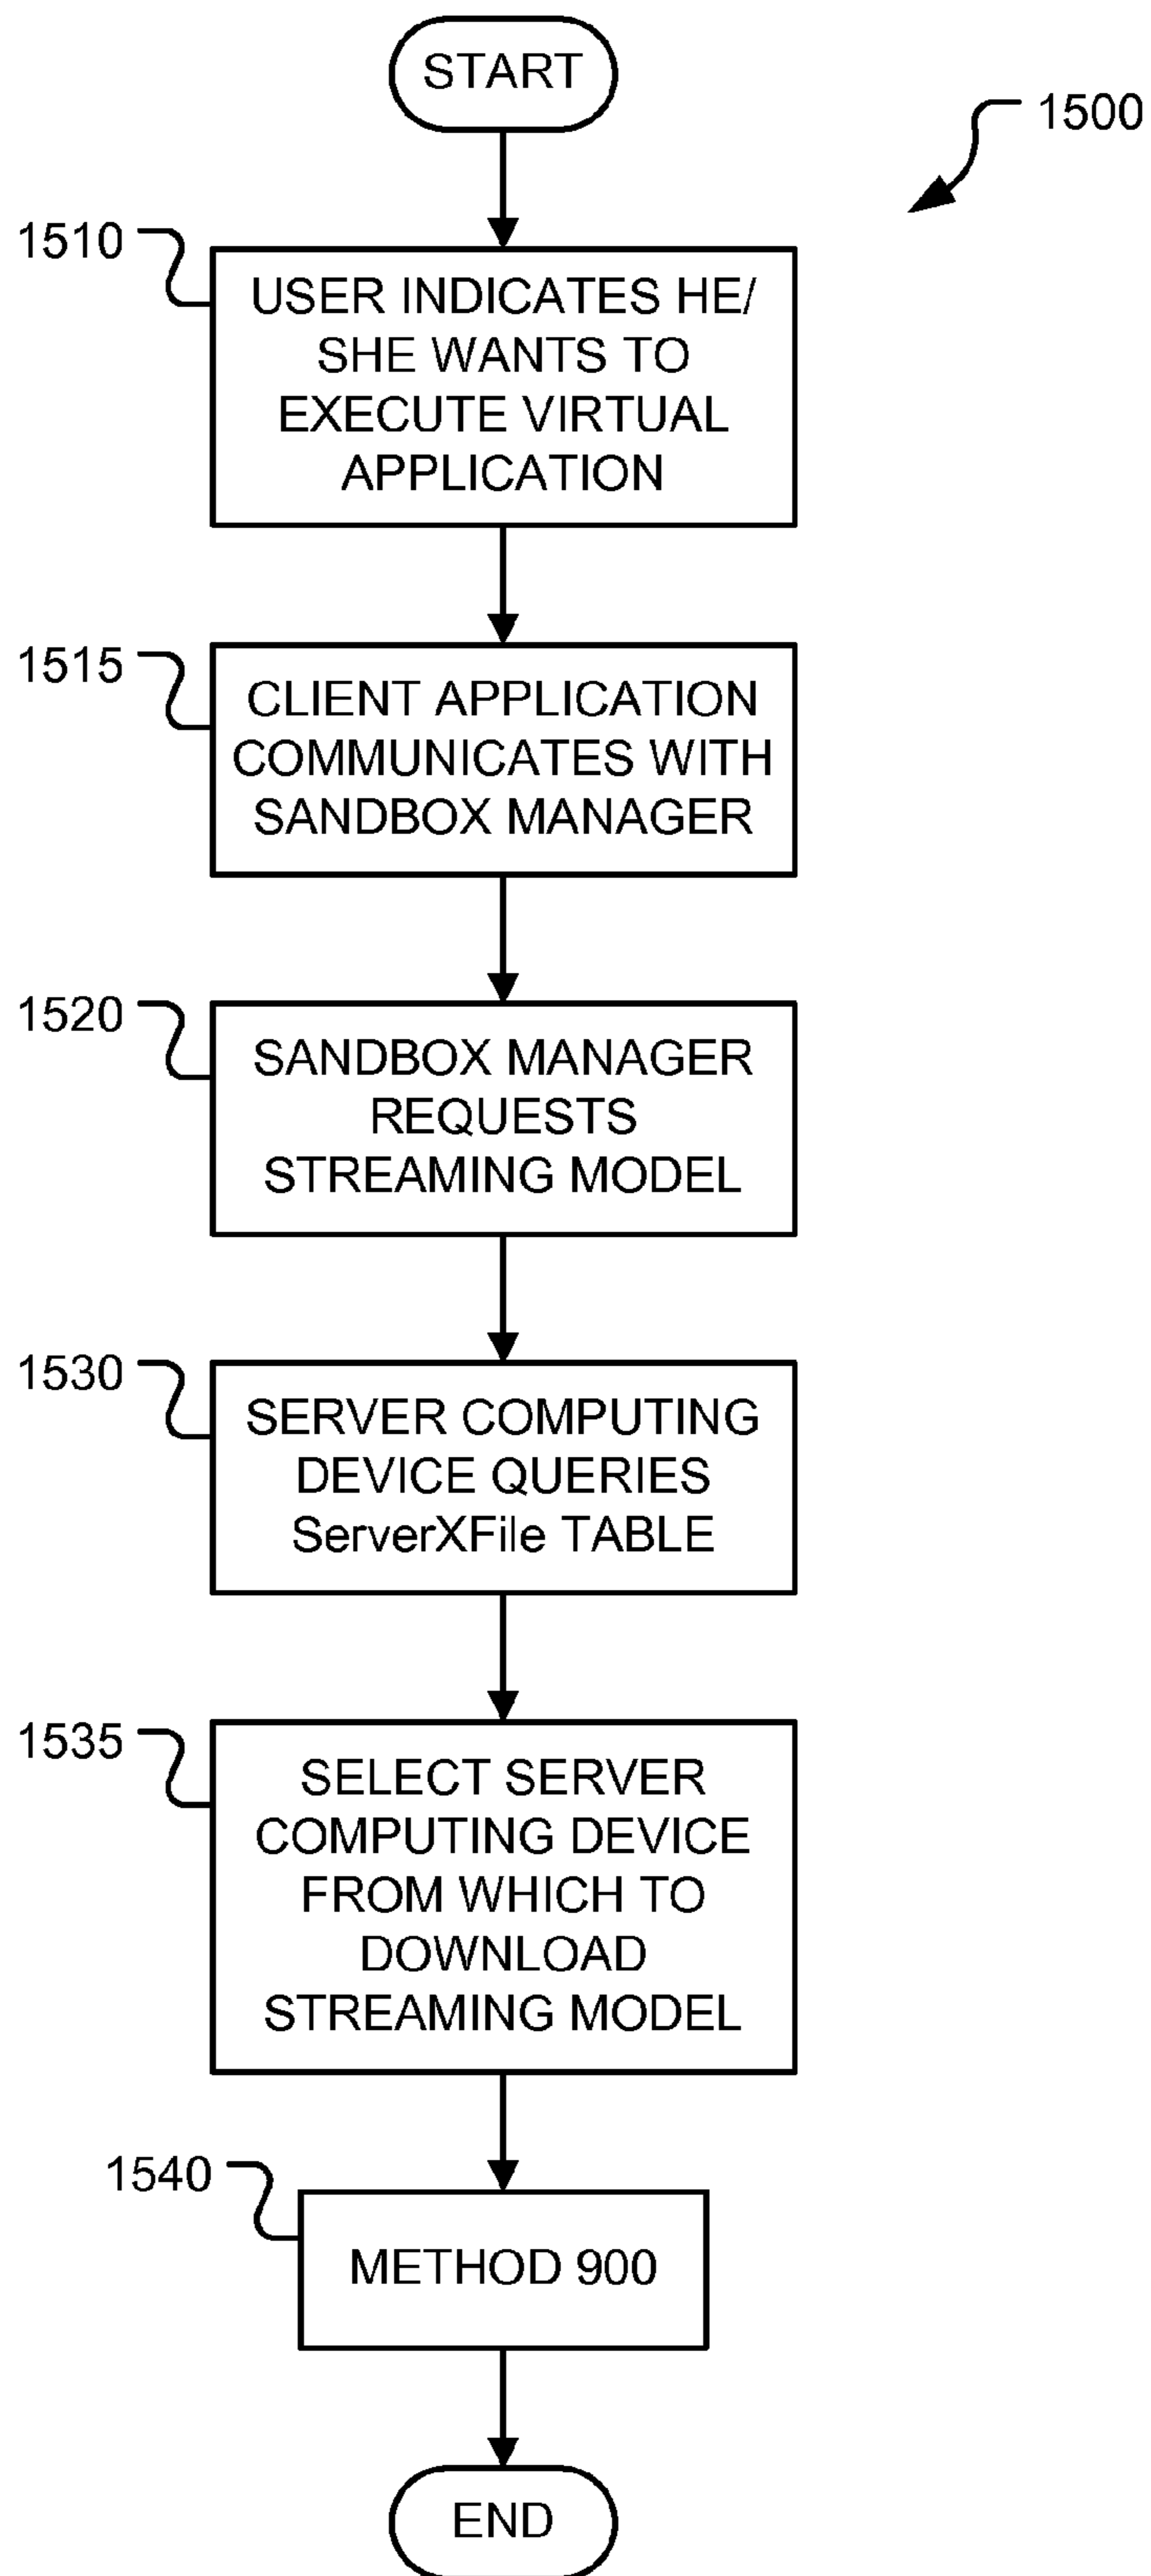 START
1500
1510
USER INDICATES HE/
SHE WANTS TO
EXECUTE VIRTUAL
APPLICATION
1515
CLIENT APPLICATION
COMMUNICATES WITH
SANDBOX MANAGER
1520
SANDBOX MANAGER
REQUESTS
STREAMING MODEL
1530
SERVER COMPUTING
DEVICE QUERIES
ServerXFile TABLE
1535
SELECT SERVER
COMPUTING DEVICE
FROM WHICH TO
DOWNLOAD
STREAMING MODEL
1540
METHOD 900
END